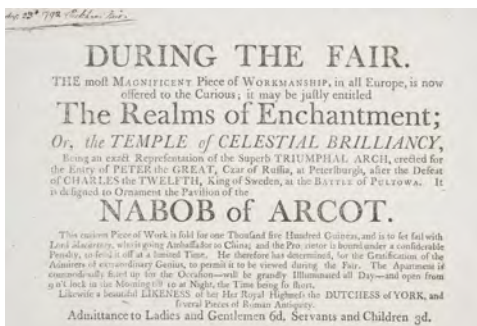 1792
DURING THE FAIR.
THE moſt MAGNIFICENT Piece of WORKMANSHIP, in all Europe, is now
offered to the Curious; it may be juſtly entitled
The Realms of Enchantment;
Or, the TEMPLE of CELESTIAL BRILLIANCY,
Being an exact Repreſentation of the Superb TRIUMPHAL ARCH, erected for
the Entry of PETER the GREAT, Czar of Ruſſia, at Peterſburgh, after the Defeat
of CHARLES the TWELFTH, King of Sweden, at the BATTLE of PULTOWA. It
is deſigned to Ornament the Pavilion of the
NABOB of ARCOT.
This curious Piece of Work is ſold for one Thouſand five Hundred Guineas, and is to ſet ſail with
Lord Macartney, who is going Ambaſſador to China; and the Proprietor is bound under a conſiderable
Penalty, to ſend it off at a limited Time. He therefore has determined, for the Gratification of the
Admirers of extraordinary Genius, to permit it to be viewed during the Fair. The Apartment is
commodiouſly fitted up for the Occaſion—will be grandly Illuminated all Day—and open from
9 o'clock in the Morning till 10 at Night, the Time being ſo ſhort.
Likewiſe a beautiful LIKENESS of her Her Royal Highneſs the DUTCHESS of YORK, and
ſeveral Pieces of Roman Antiquity.
Admittance to Ladies and Gentlemen 6d, Servants and Children 3d.